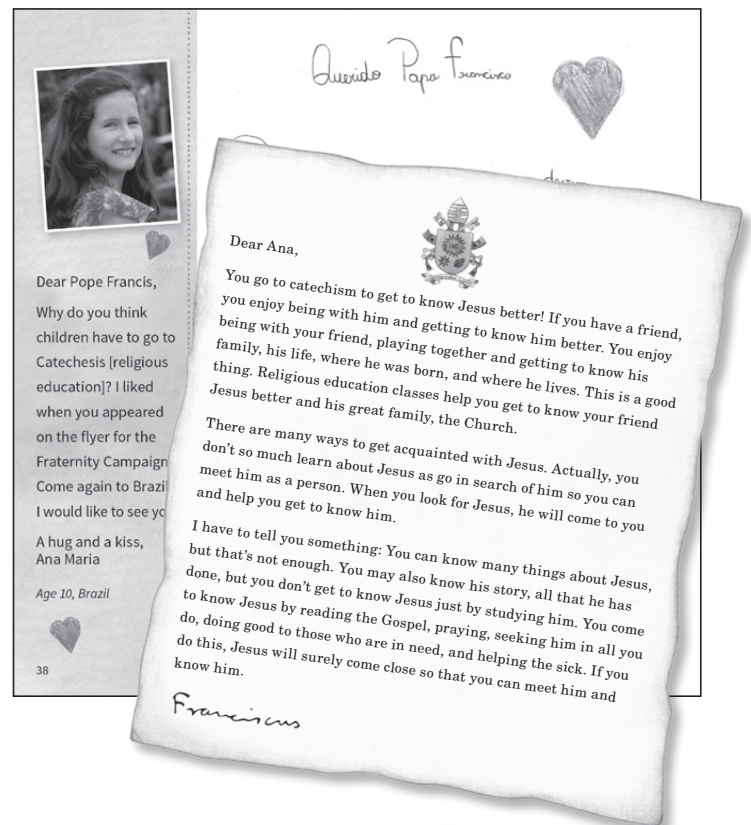 Querido Papa Francisco
Dear Pope Francis,
Why do you think
children have to go to
Catechesis [religious
education]? I liked
when you appeared
on the flyer for the
Fraternity Campaign
Come again to Brazil
I would like to see yo
A hug and a kiss,
Ana Maria
Age 10, Brazil
38
Dear Ana,
You go to catechism to get to know Jesus better! If you have a friend,
you enjoy being with him and getting to know him better. You enjoy
being with your friend, playing together and getting to know his
family, his life, where he was born, and where he lives. This is a good
thing. Religious education classes help you get to know your friend
Jesus better and his great family, the Church.
There are many ways to get acquainted with Jesus. Actually, you
don't so much learn about Jesus as go in search of him so you can
meet him as a person. When you look for Jesus, he will come to you
and help you get to know him.
I have to tell you something: You can know many things about Jesus,
but that's not enough. You may also know his story, all that he has
done, but you don't get to know Jesus just by studying him. You come
to know Jesus by reading the Gospel, praying, seeking him in all you
do, doing good to those who are in need, and helping the sick. If you
do this, Jesus will surely come close so that you can meet him and
know him.
Franciscus